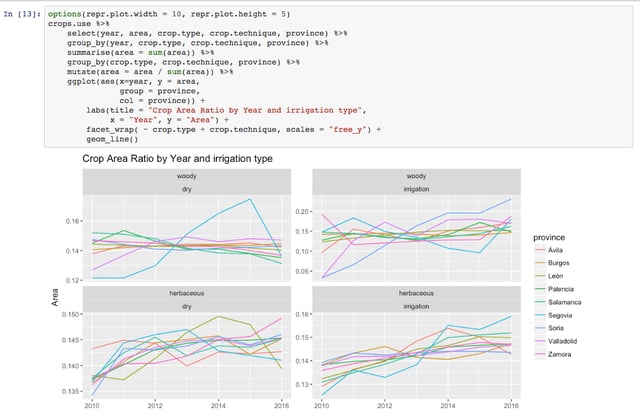 In [13]: options(repr.plot.width = 10, repr.plot.height = 5)
crops.use %>%
select(year, area, crop.type, crop.technique, province) %>%
group_by(year, crop.type, crop.technique, province) %>%
summarise(area = sum(area)) %>%
group_by(crop.type, crop.technique, province) %>%
mutate(area = area / sum(area)) %>%
ggplot(aes(x=year, y = area,
group = province,
col = province)) +
labs(title = "Crop Area Ratio by Year and irrigation type",
x = "Year", y = "Area") +
facet_wrap( ~ crop.type + crop.technique, scales = "free_y") +
geom_line()
Crop Area Ratio by Year and irrigation type
woody
dry
0.16
0.14
0.12
woody
irrigation
0.20
0.15
0.10
0.05
Area
herbaceous
dry
0.150
0.145
0.140
0.135
2010 2012 2014 2016
herbaceous
irrigation
0.16
0.15
0.14
0.13
2010 2012 2014 2016
province
Ávila
Burgos
León
Palencia
Salamanca
Segovia
Soria
Valladolid
Zamora